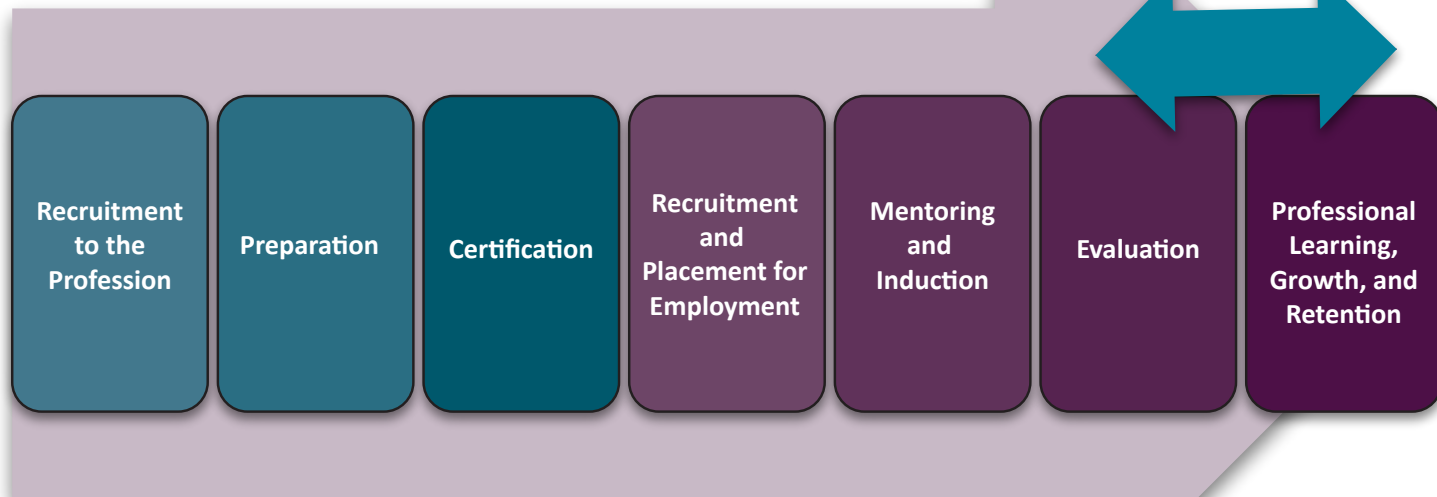 Recruitment
to the
Profession
Preparation
Certification
Recruitment
and
Placement for
Employment
Mentoring
and
Induction
Evaluation
Professional
Learning,
Growth, and
Retention